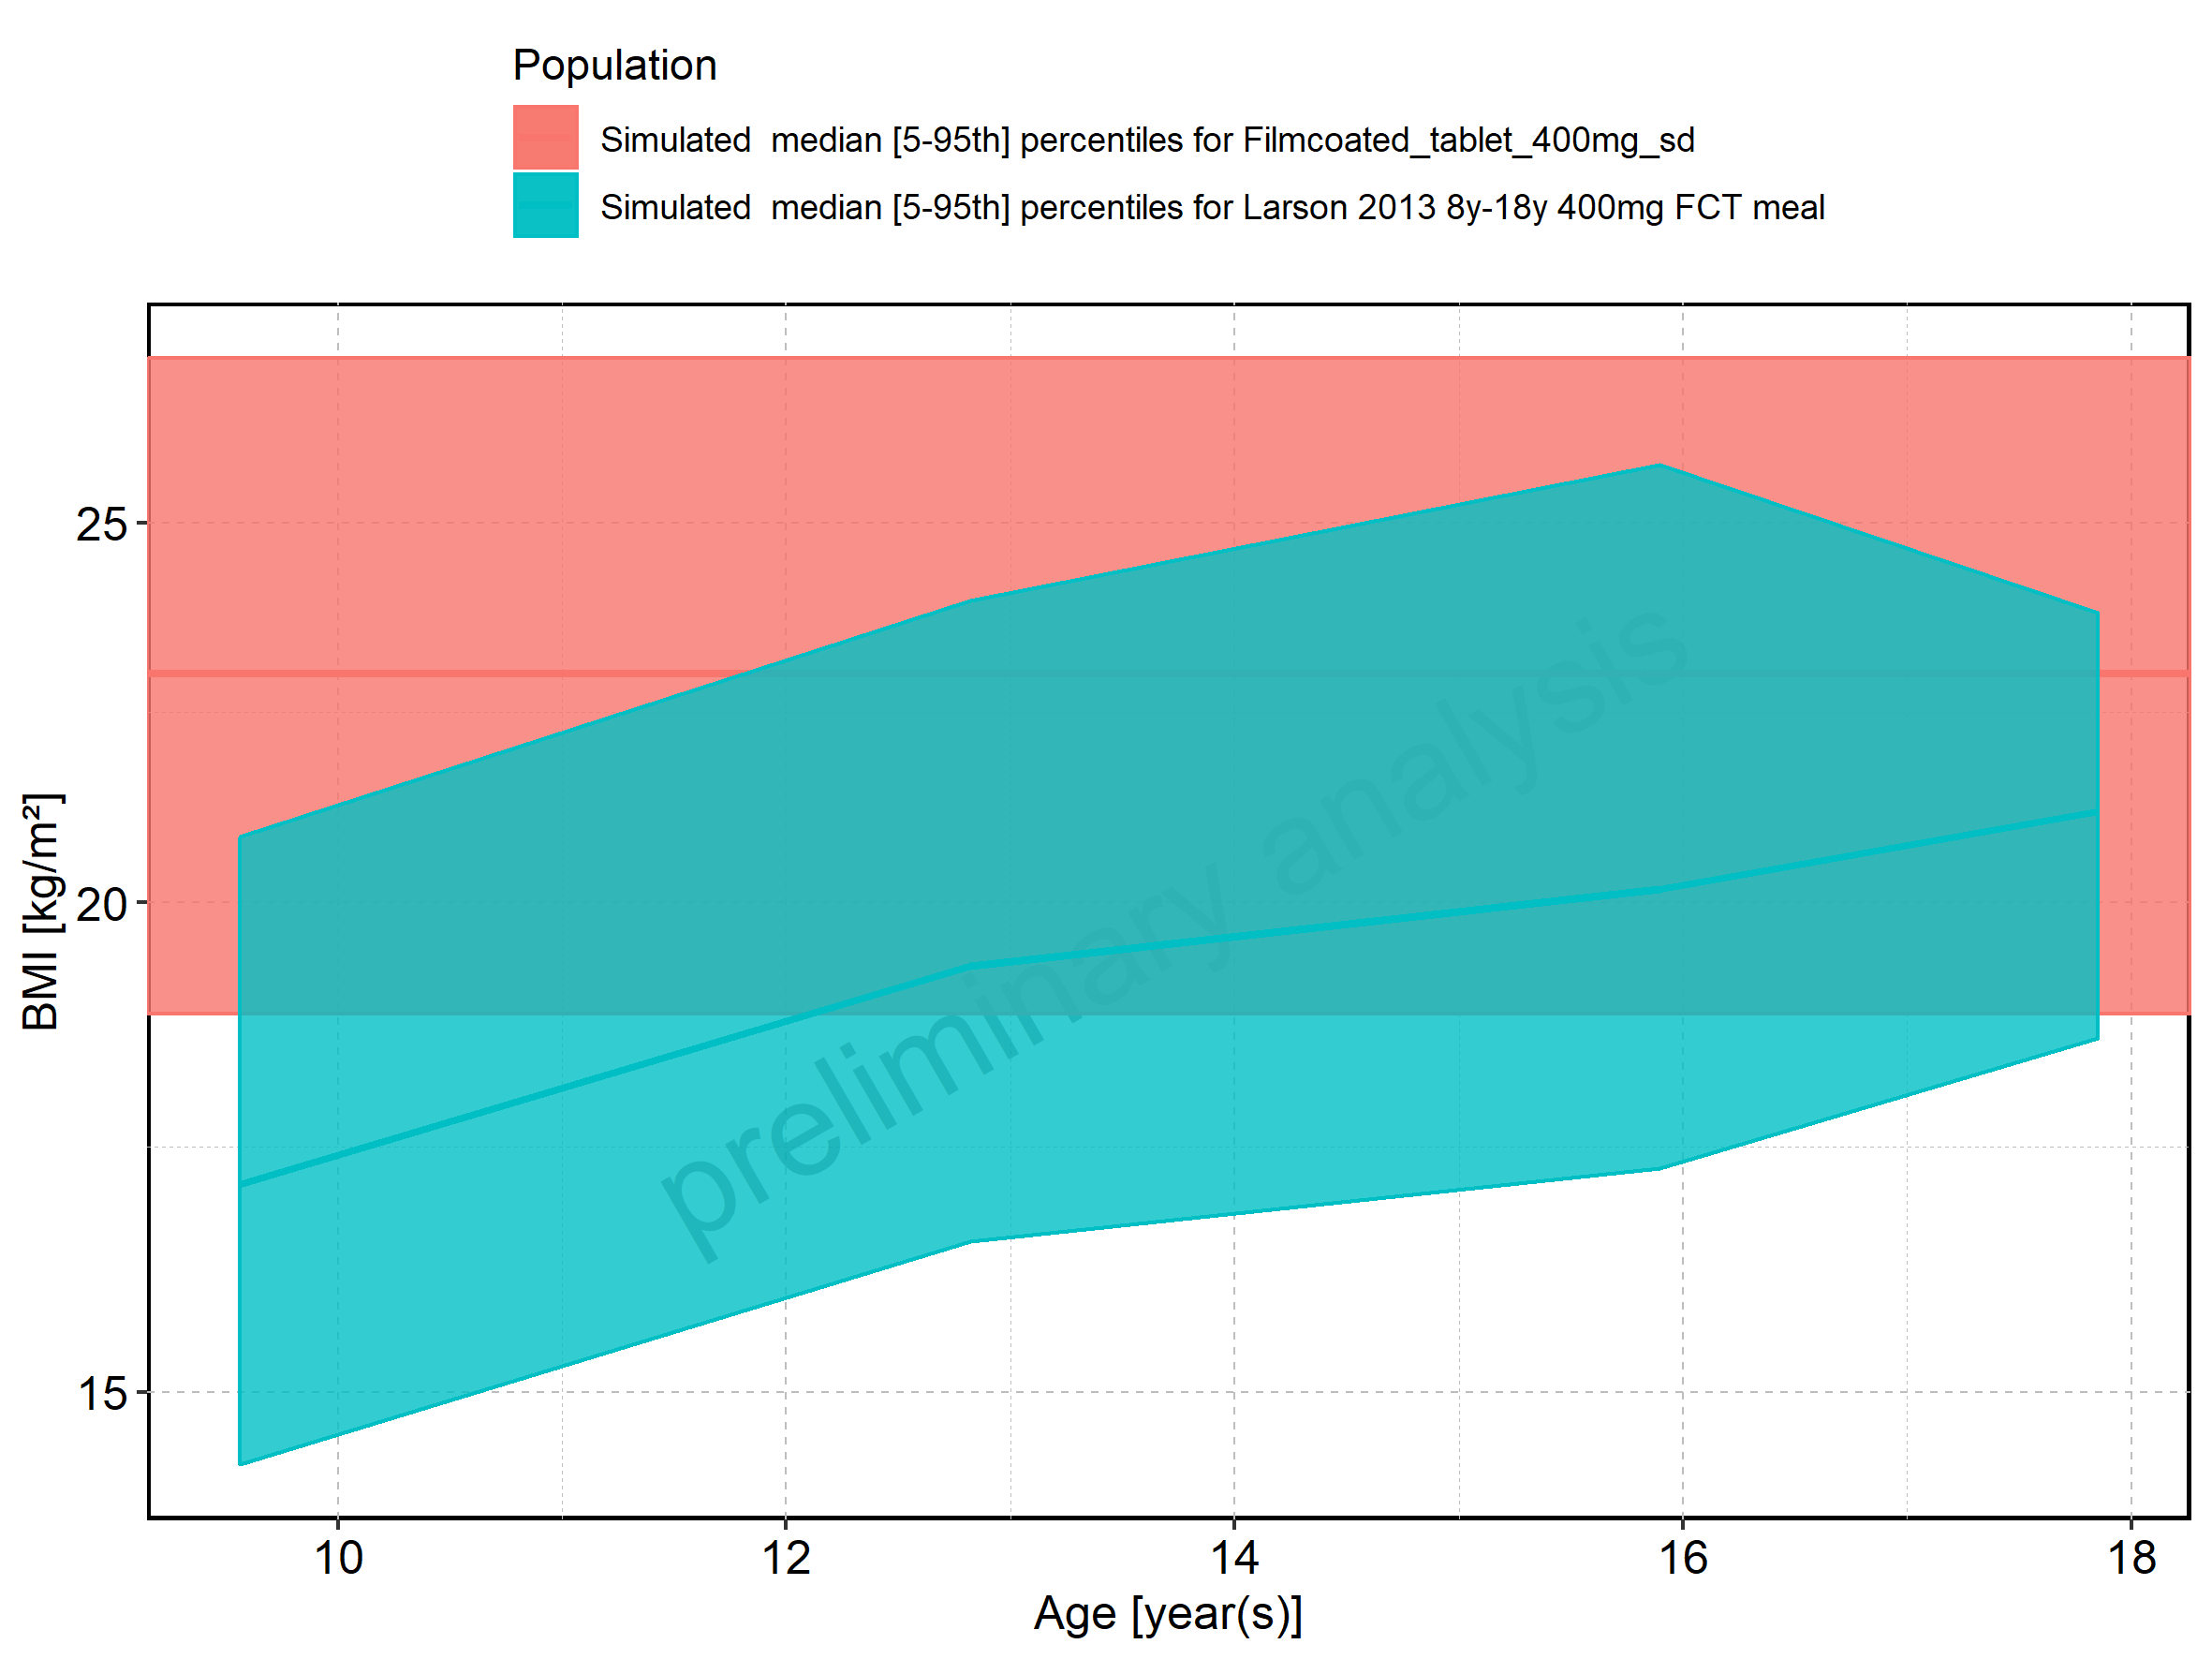 Population
Simulated  median [5-95th] percentiles for Filmcoated_tablet_400mg_sd
Simulated  median [5-95th] percentiles for Larson 2013 8y-18y 400mg FCT meal
25
20
15
BMI [kg/m²]
preliminary analysis
10 12 14 16 18
Age [year(s)]